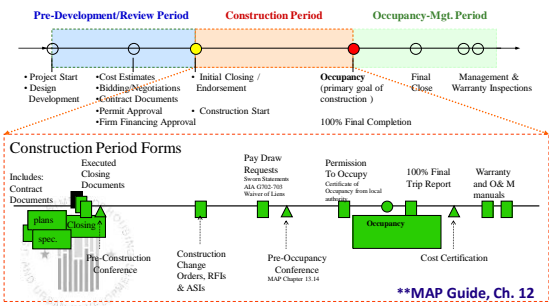 Pre-Development/Review Period
Construction Period
Occupancy-Mgt. Period
• Project Start
• Design
Development
•Cost Estimates
•Bidding/Negotiations
•Contract Documents
•Permit Approval
•Firm Financing Approval
• Initial Closing /
Endorsement
• Construction Start
Occupancy
(primary goal of
construction )
100% Final Completion
Final
Close
Management &
Warranty Inspections
Construction Period Forms
Includes:
Contract
Documents
Executed
Closing
Documents
Pay Draw
Requests
Sworn Statements
AIA G702-703
Waiver of Liens
Permission
To Occupy
Certificate of
Occupancy from local
authority
100% Final
Trip Report
Warranty
and O& M
manuals
plans
spec.
Closing
Occupancy
Pre-Construction
Conference
Construction
Change
Orders, RFIs
& ASIs
Pre-Occupancy
Conference
MAP Chapter 13.14
Cost Certification
**MAP Guide, Ch. 12